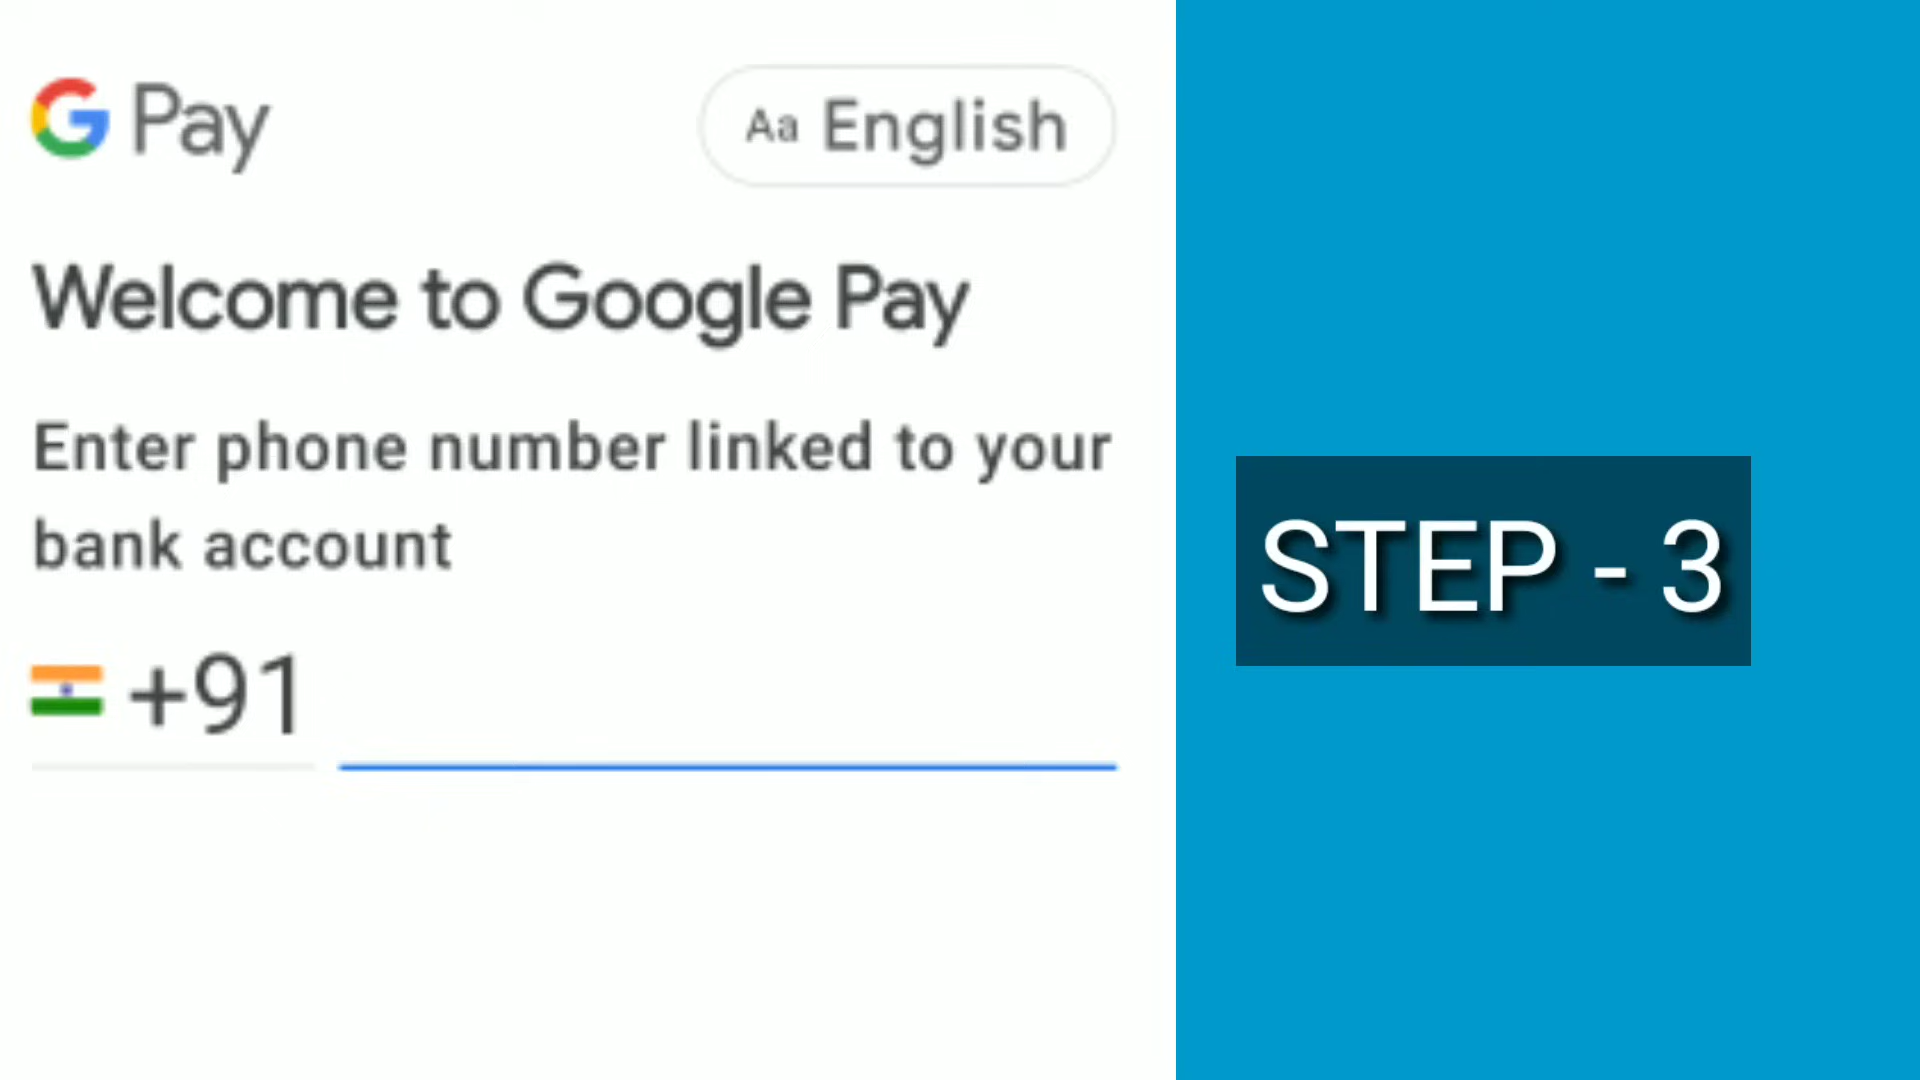 G Pay
Aa English
Welcome to Google Pay
Enter phone number linked to your
bank account
+91
STEP - 3